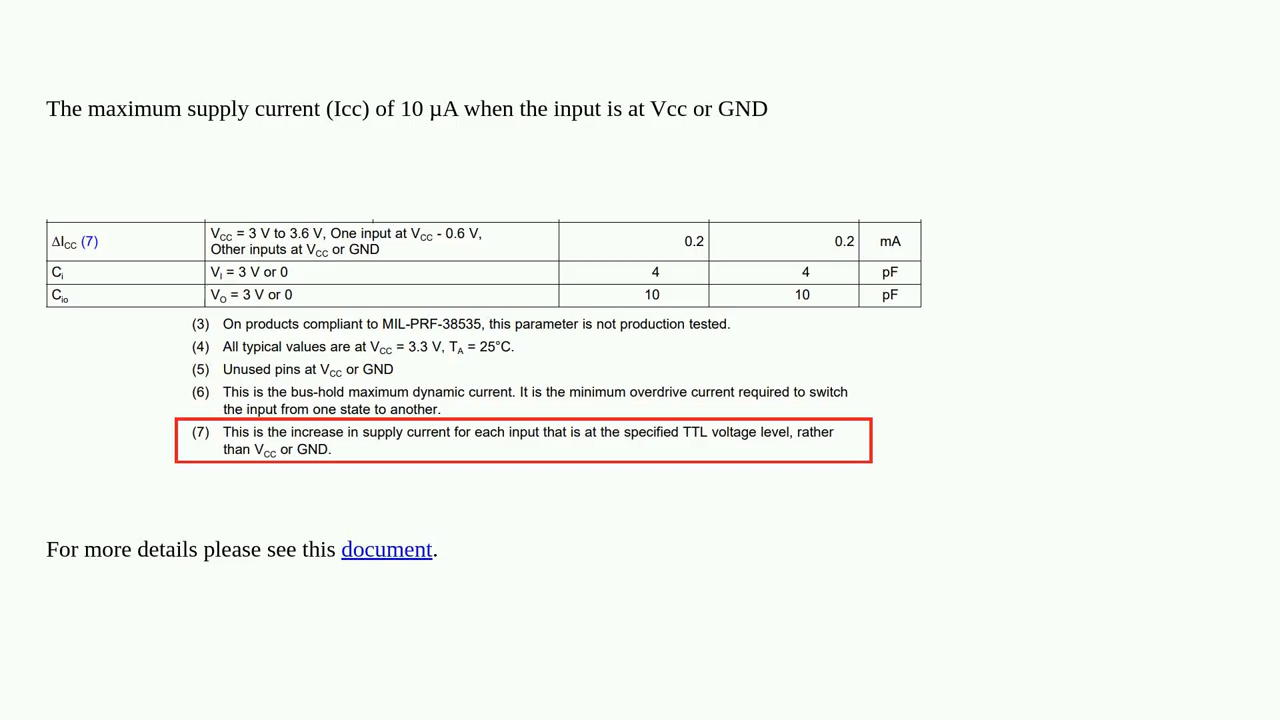 The maximum supply current (Icc) of 10 µA when the input is at Vcc or GND
ΔICC (7) VCC = 3 V to 3.6 V, One input at VCC - 0.6 V, 0.2 0.2 mA
Other inputs at VCC or GND
Ci VI = 3 V or 0 4 4 pF
Cio VO = 3 V or 0 10 10 pF
(3) On products compliant to MIL-PRF-38535, this parameter is not production tested.
(4) All typical values are at VCC = 3.3 V, TA = 25°C.
(5) Unused pins at VCC or GND
(6) This is the bus-hold maximum dynamic current. It is the minimum overdrive current required to switch
the input from one state to another.
(7) This is the increase in supply current for each input that is at the specified TTL voltage level, rather
than VCC or GND.
For more details please see this document.